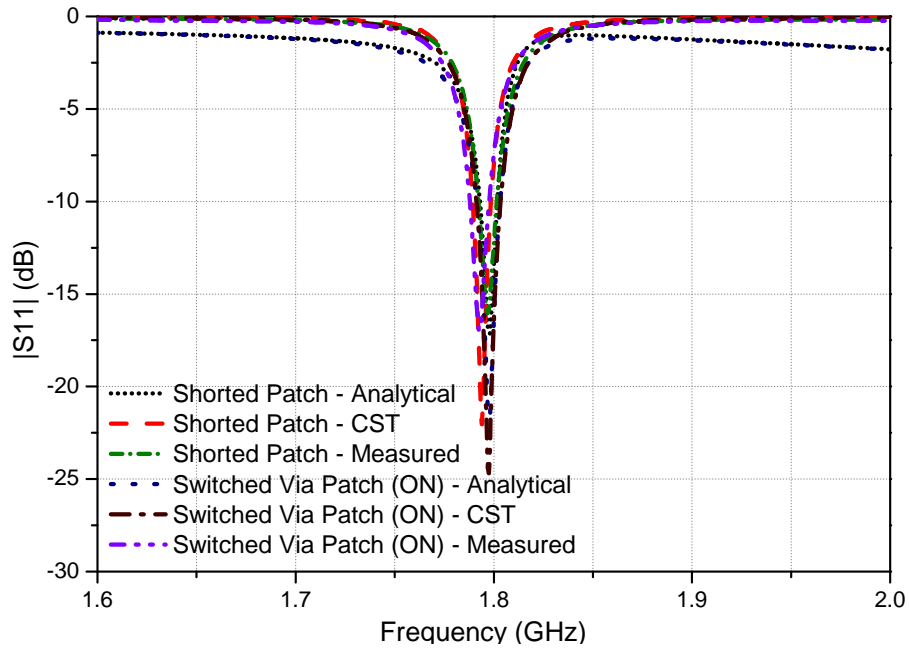 0
-5
-10
-15
-20
-25
-30
|S11| (dB)
Shorted Patch - Analytical
Shorted Patch - CST
Shorted Patch - Measured
Switched Via Patch (ON) - Analytical
Switched Via Patch (ON) - CST
Switched Via Patch (ON) - Measured
1.6 1.7 1.8 1.9 2.0
Frequency (GHz)